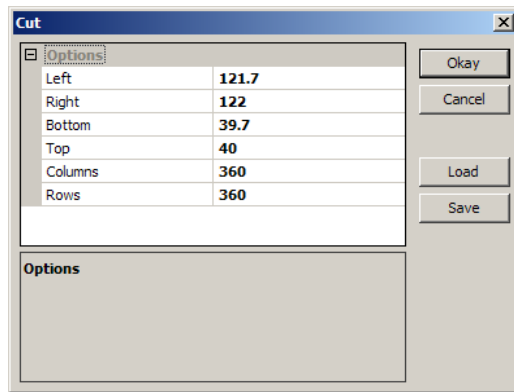 Cut
Options
Left 121.7
Right 122
Bottom 39.7
Top 40
Columns 360
Rows 360
Okay
Cancel
Load
Save
Options